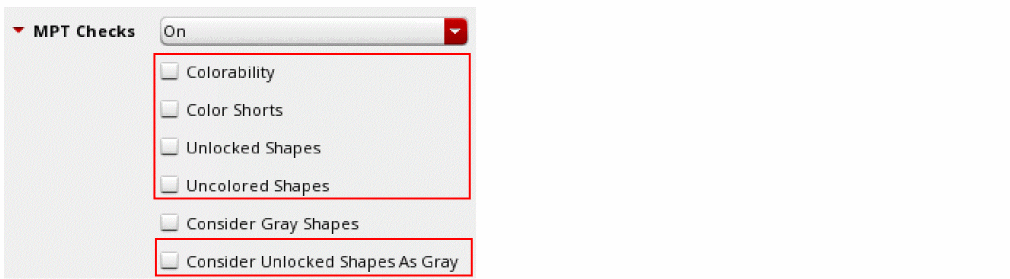 MPT Checks On
Colorability
Color Shorts
Unlocked Shapes
Uncolored Shapes
Consider Gray Shapes
Consider Unlocked Shapes As Gray